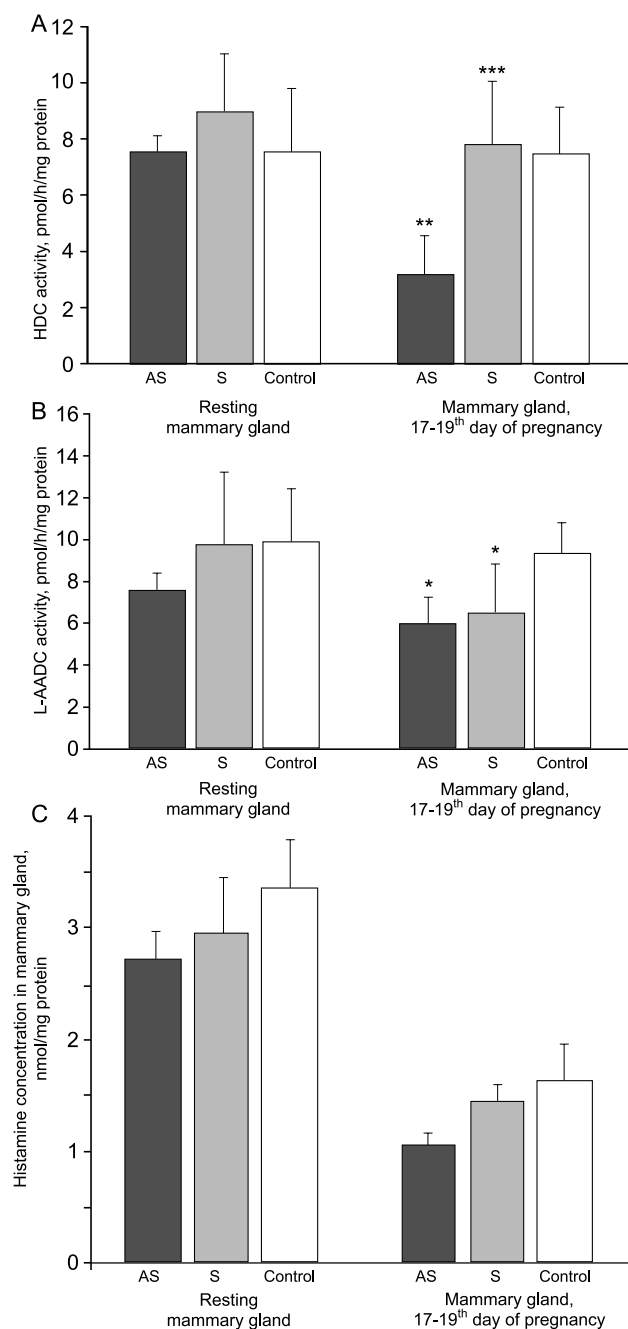 A
HDC activity, pmol/h/mg protein
12
10
8
6
4
2
0
**
***
AS S Control AS S Control
Resting Mammary gland,
mammary gland 17-19th day of pregnancy
B
L-AADC activity, pmol/h/mg protein
16
14
12
10
8
6
4
2
0
* *
AS S Control AS S Control
Resting Mammary gland,
mammary gland 17-19th day of pregnancy
C
Histamine concentration in mammary gland,
nmol/mg protein
4
3
2
1
0
AS S Control AS S Control
Resting Mammary gland,
mammary gland 17-19th day of pregnancy